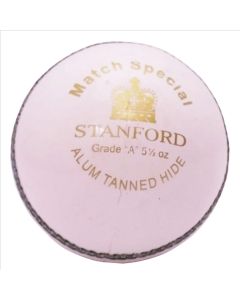 Match Special
STANFORD
Grade "A" 5½ oz
ALUM TANNED HIDE